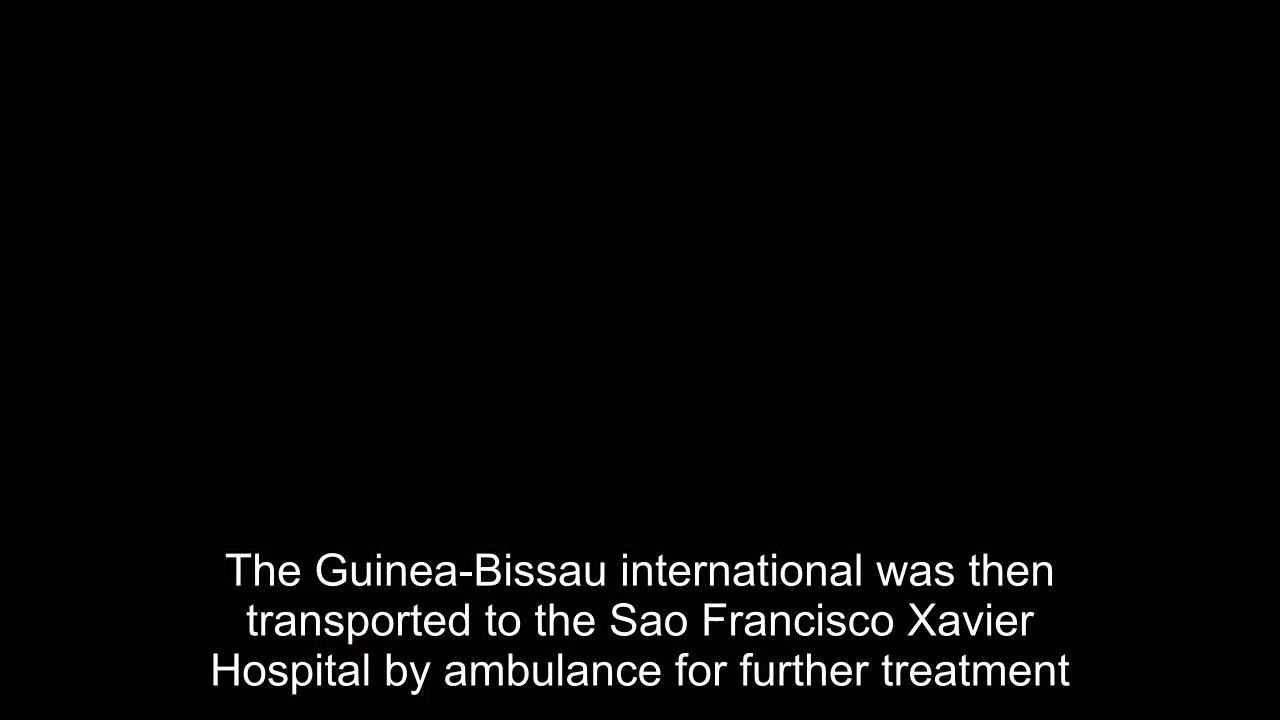 The Guinea-Bissau international was then
transported to the Sao Francisco Xavier
Hospital by ambulance for further treatment